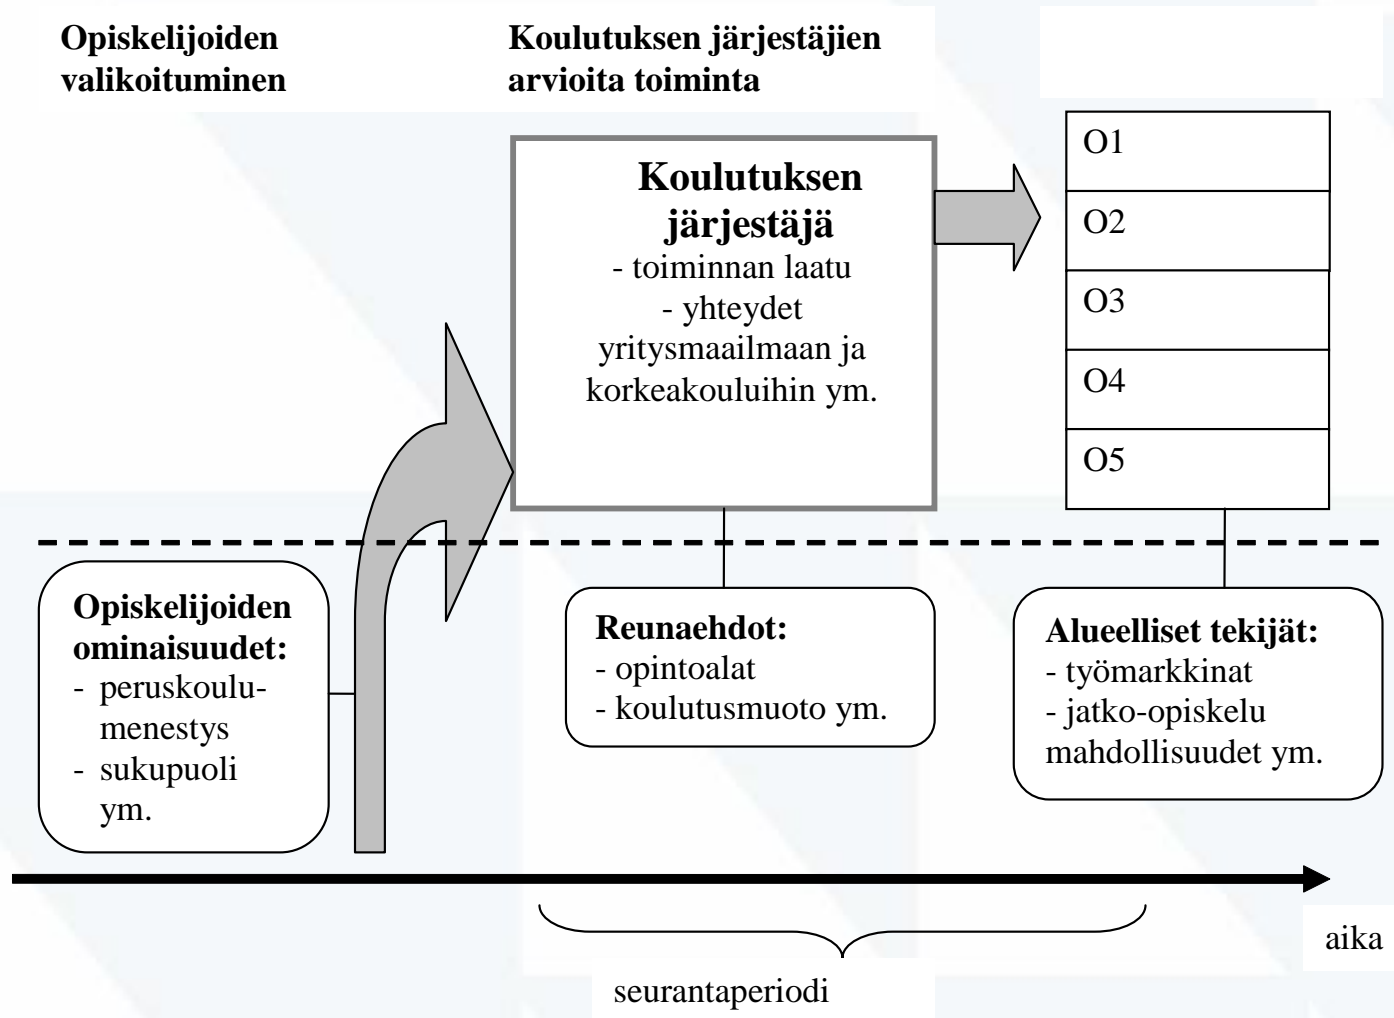 Opiskelijoiden
valikoituminen
Koulutuksen järjestäjien
arvioita toiminta
Koulutuksen
järjestäjä
- toiminnan laatu
- yhteydet
yritysmaailmaan ja
korkeakouluihin ym.
O1
O2
O3
O4
O5
Opiskelijoiden
ominaisuudet:
- peruskoulu-
menestys
- sukupuoli
ym.
Reunaehdot:
- opintoalat
- koulutusmuoto ym.
Alueelliset tekijät:
- työmarkkinat
- jatko-opiskelu
mahdollisuudet ym.
aika
seurantaperiodi